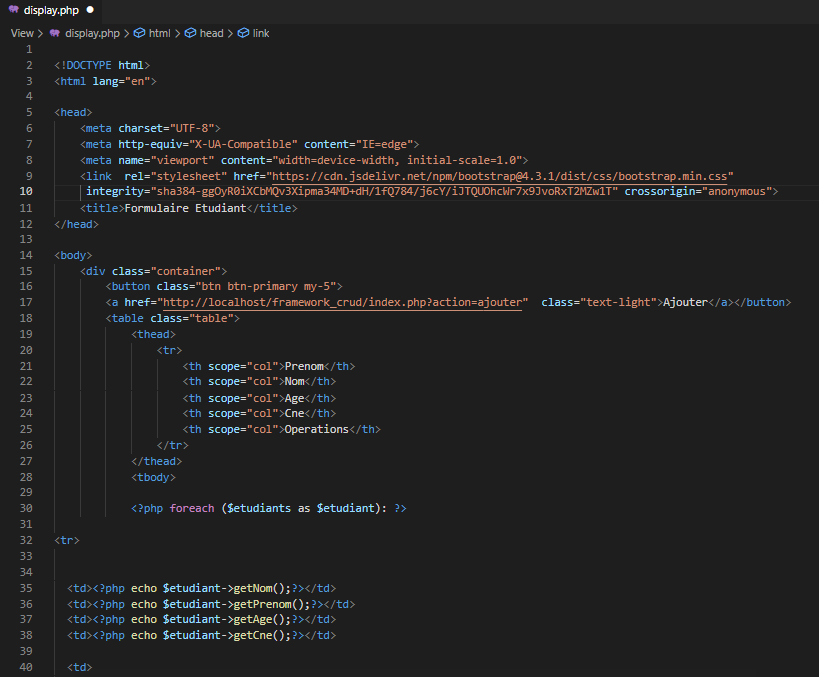 display.php
View > display.php > html > head > link
1
2 <!DOCTYPE html>
3 <html lang="en">
4
5 <head>
6 <meta charset="UTF-8">
7 <meta http-equiv="X-UA-Compatible" content="IE=edge">
8 <meta name="viewport" content="width=device-width, initial-scale=1.0">
9 <link  rel="stylesheet" href="https://cdn.jsdelivr.net/npm/bootstrap@4.3.1/dist/css/bootstrap.min.css"
10 integrity="sha384-ggOyR0iXCbMQv3Xipma34MD+dH/1fQ784/j6cY/iJTQUOhcWr7x9JvoRxT2MZw1T" crossorigin="anonymous">
11 <title>Formulaire Etudiant</title>
12 </head>
13
14 <body>
15 <div class="container">
16 <button class="btn btn-primary my-5">
17 <a href="http://localhost/framework_crud/index.php?action=ajouter"  class="text-light">Ajouter</a></button>
18 <table class="table">
19 <thead>
20 <tr>
21 <th scope="col">Prenom</th>
22 <th scope="col">Nom</th>
23 <th scope="col">Age</th>
24 <th scope="col">Cne</th>
25 <th scope="col">Operations</th>
26 </tr>
27 </thead>
28 <tbody>
29
30 <?php foreach ($etudiants as $etudiant): ?>
31
32 <tr>
33
34
35 <td><?php echo $etudiant->getNom();?></td>
36 <td><?php echo $etudiant->getPrenom();?></td>
37 <td><?php echo $etudiant->getAge();?></td>
38 <td><?php echo $etudiant->getCne();?></td>
39
40 <td>